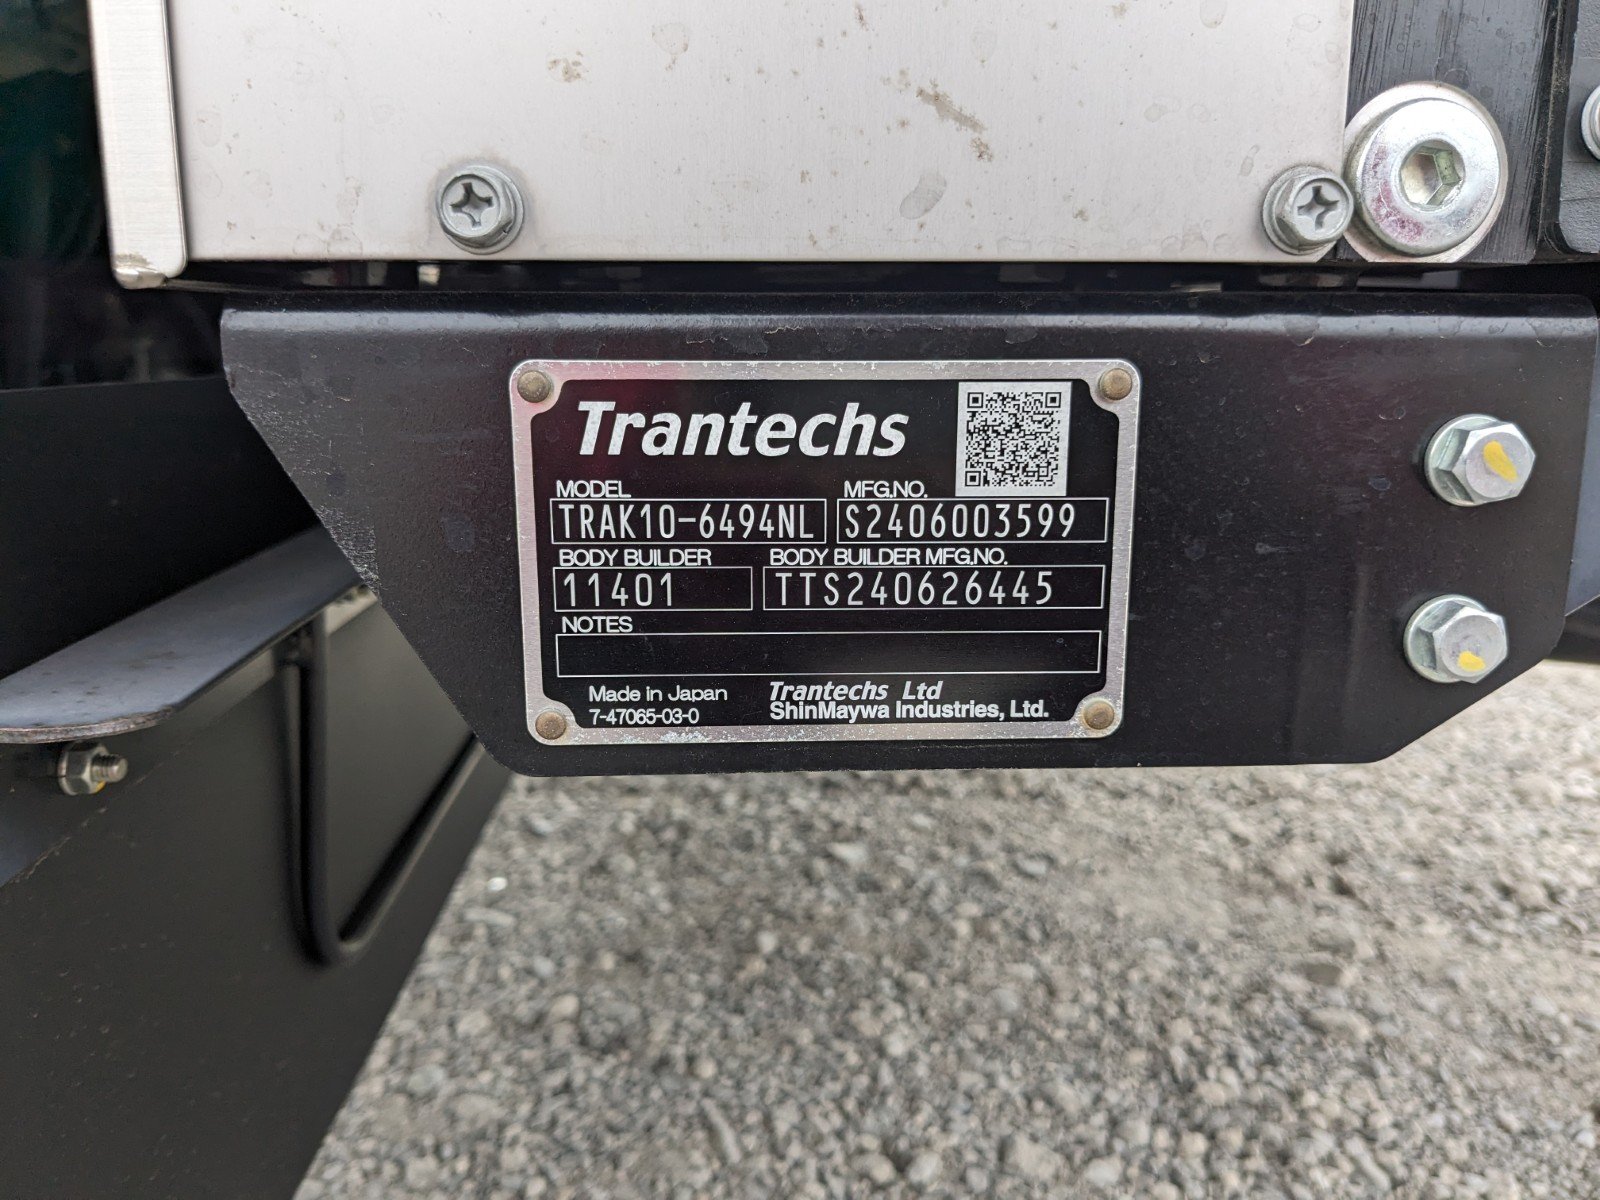 Trantechs
MODEL MFG.NO.
TRAK10-6494NL S2406003599
BODY BUILDER BODY BUILDER MFG.NO.
11401 TTS240626445
NOTES
Made in Japan Trantechs Ltd
7-47065-03-0 ShinMaywa Industries, Ltd.